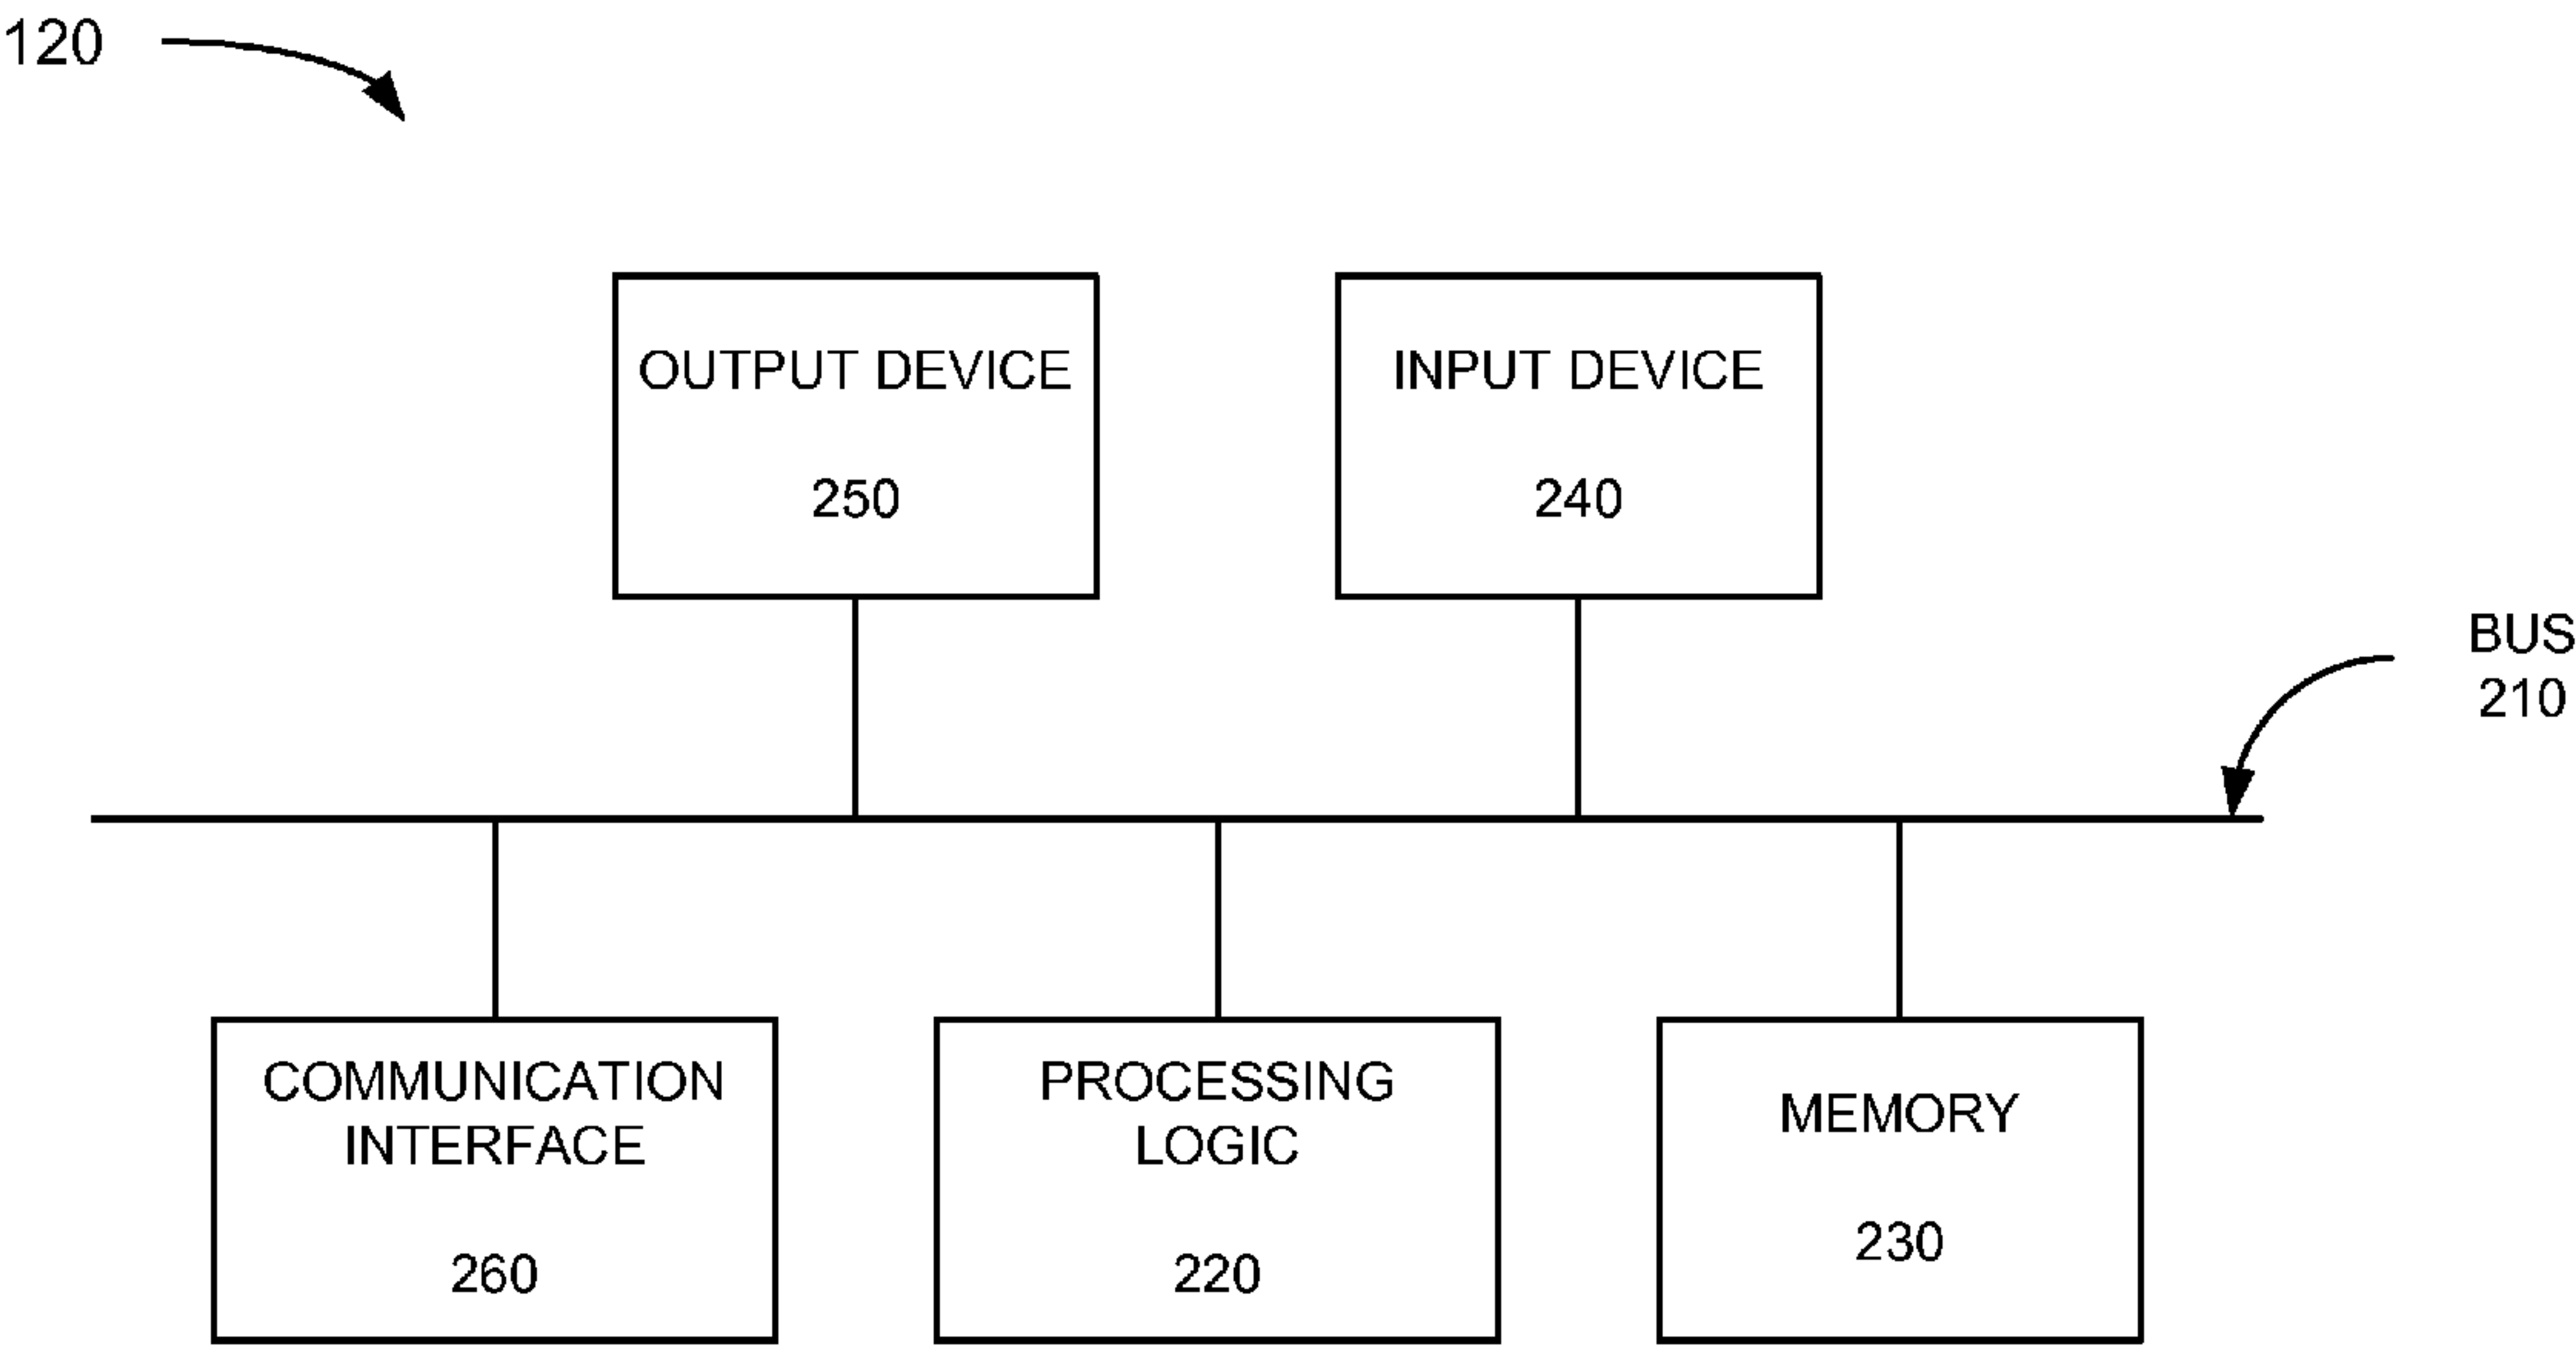 120
OUTPUT DEVICE
250
INPUT DEVICE
240
BUS
210
COMMUNICATION
INTERFACE
260
PROCESSING
LOGIC
220
MEMORY
230